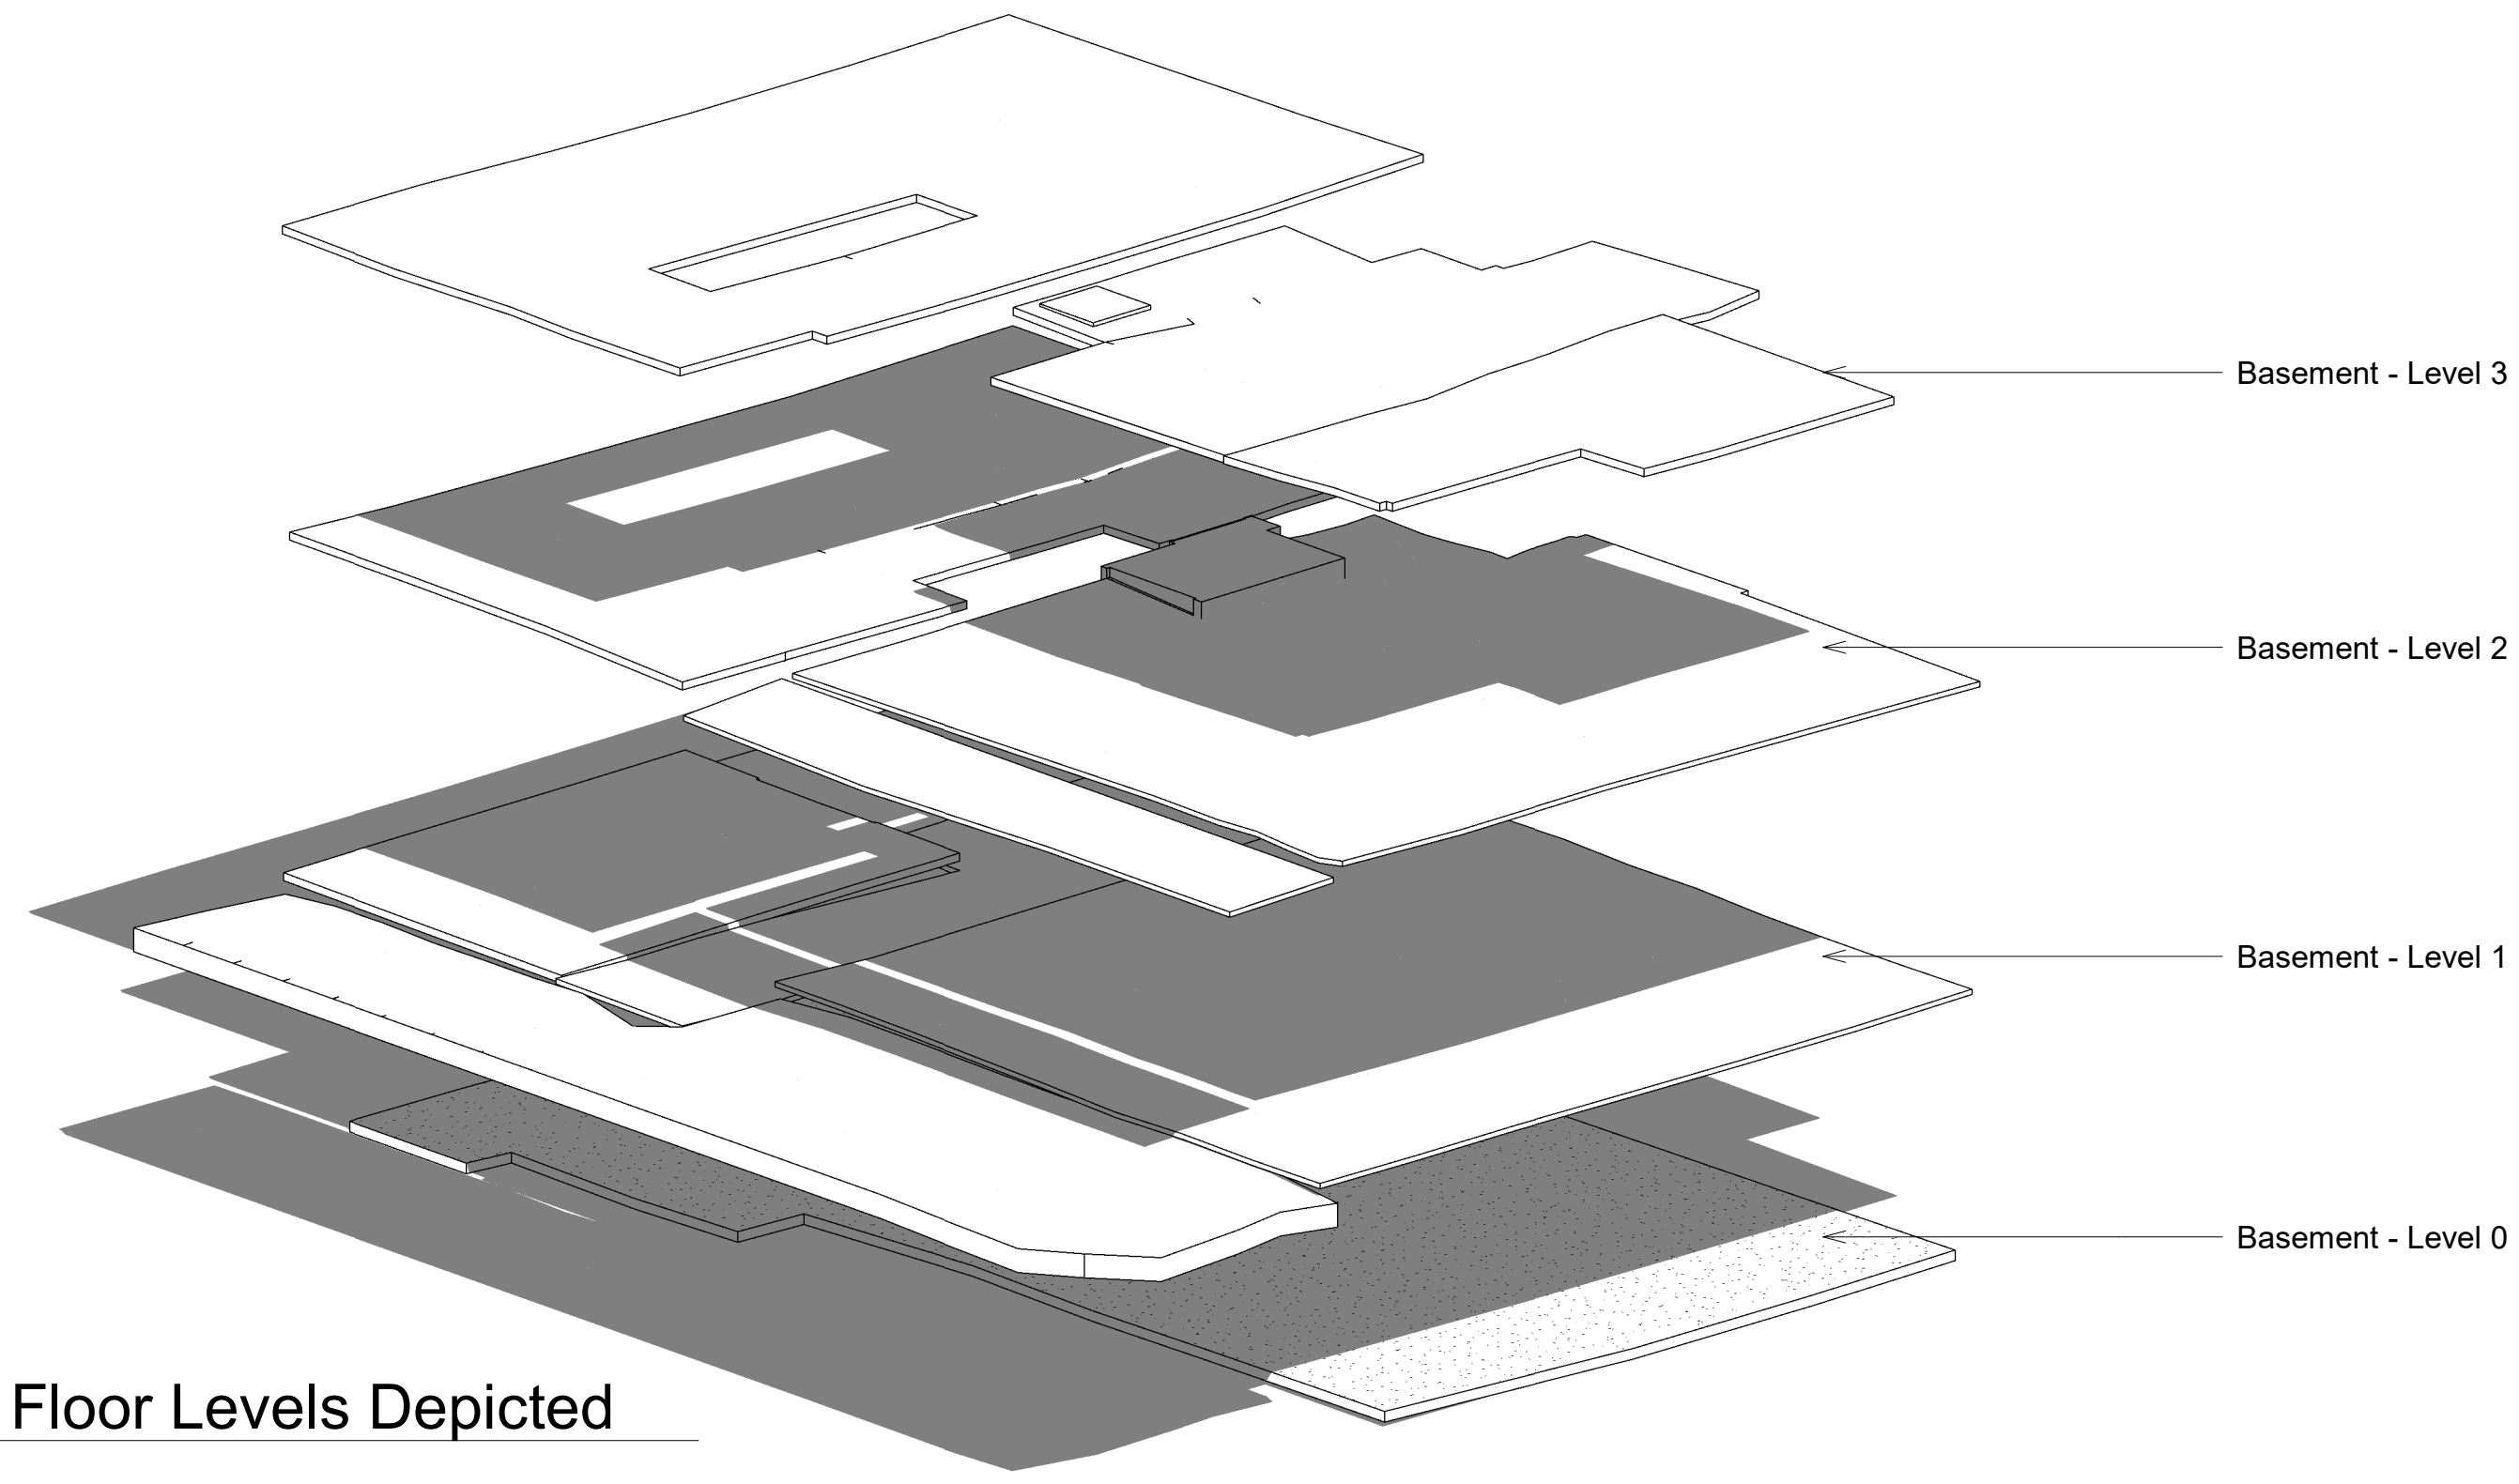 Basement - Level 3
Basement - Level 2
Basement - Level 1
Basement - Level 0
Floor Levels Depicted